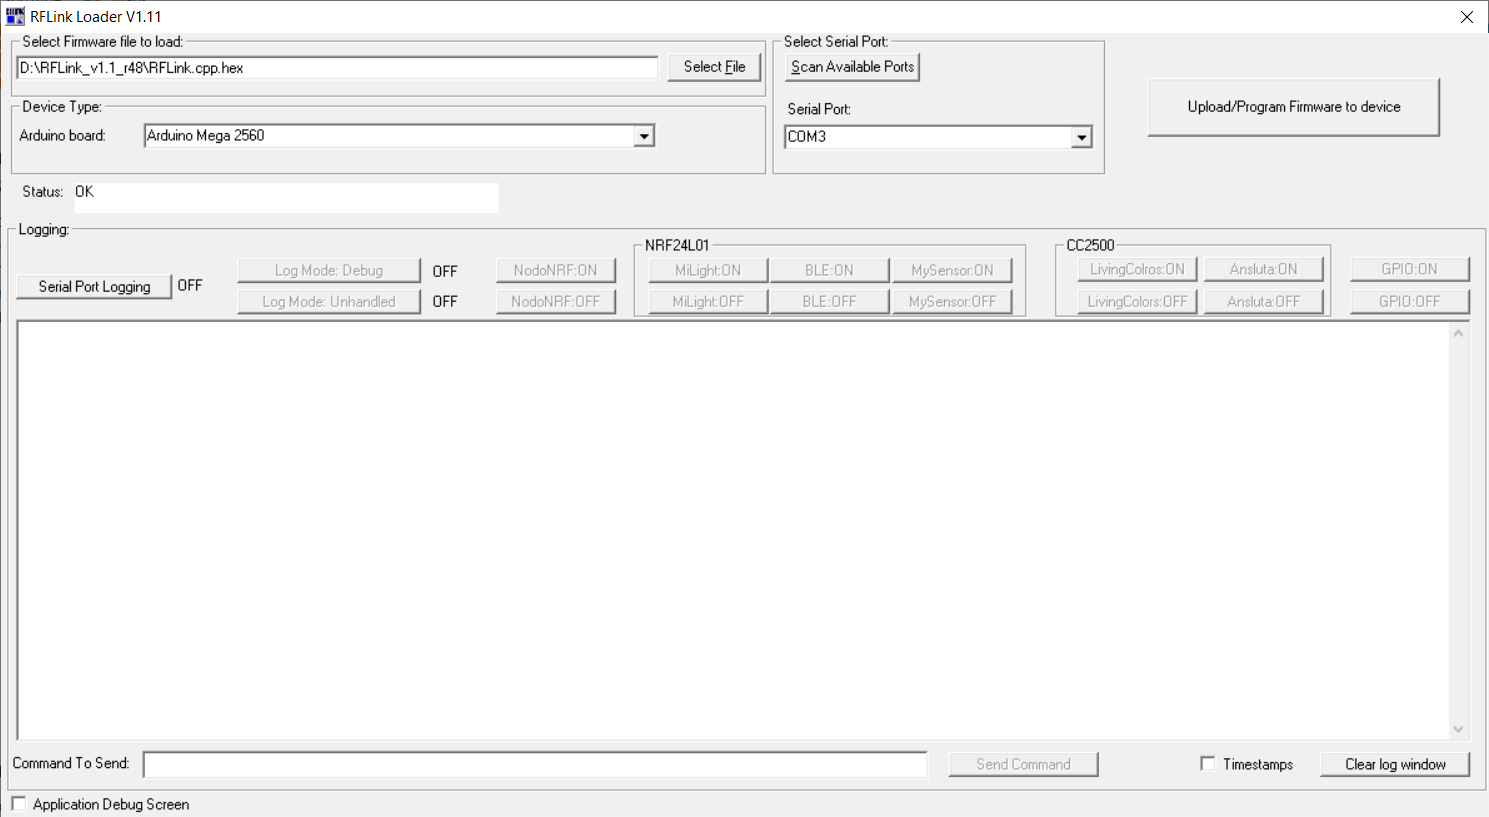 RFLink Loader V1.11
Select Firmware file to load:
D:\RFLink_v1.1_r48\RFLink.cpp.hex
Select File
Device Type:
Arduino board:
Arduino Mega 2560
Select Serial Port:
Scan Available Ports
Serial Port:
COM3
Upload/Program Firmware to device
Status:
OK
Logging:
Serial Port Logging
OFF
Log Mode: Debug
OFF
Log Mode: Unhandled
OFF
NodoNRF:ON
NodoNRF:OFF
NRF24L01
MiLight:ON
BLE:ON
MySensor:ON
MiLight:OFF
BLE:OFF
MySensor:OFF
CC2500
LivingColros:ON
Ansluta:ON
LivingColors:OFF
Ansluta:OFF
GPIO:ON
GPIO:OFF
Command To Send:
Send Command
Timestamps
Clear log window
Application Debug Screen